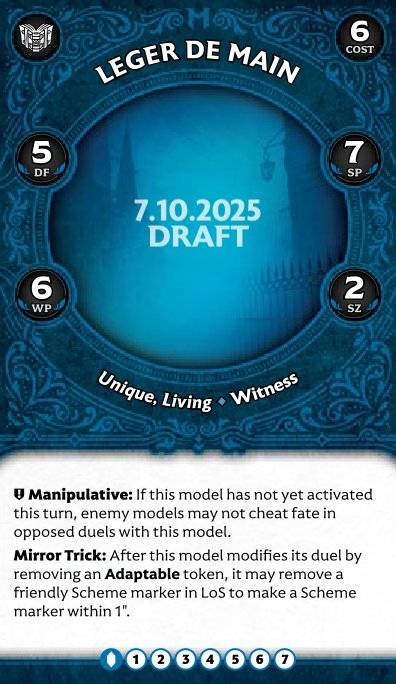 6
COST
LEGER DE MAIN
5
DF
7
SP
7.10.2025
DRAFT
6
WP
2
SZ
Unique, Living ⬥ Witness
Manipulative: If this model has not yet activated
this turn, enemy models may not cheat fate in
opposed duels with this model.
Mirror Trick: After this model modifies its duel by
removing an Adaptable token, it may remove a
friendly Scheme marker in LoS to make a Scheme
marker within 1".
1 2 3 4 5 6 7